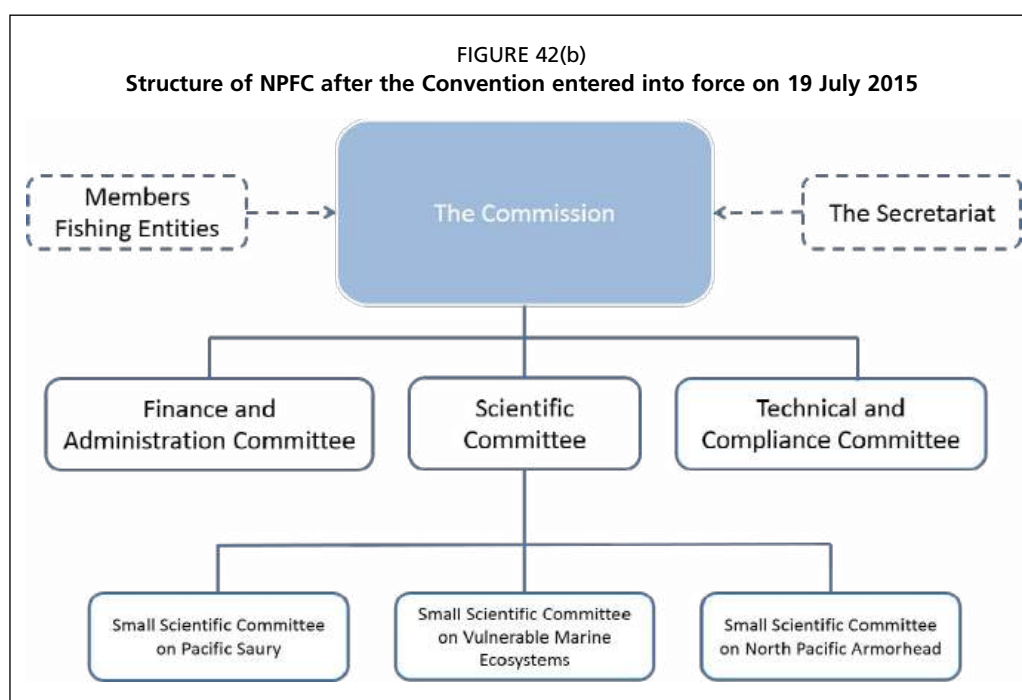 FIGURE 42(b)
Structure of NPFC after the Convention entered into force on 19 July 2015
Members
Fishing Entities
The Commission
The Secretariat
Finance and
Administration Committee
Scientific
Committee
Technical and
Compliance Committee
Small Scientific Committee
on Pacific Saury
Small Scientific Committee
on Vulnerable Marine
Ecosystems
Small Scientific Committee
on North Pacific Armorhead